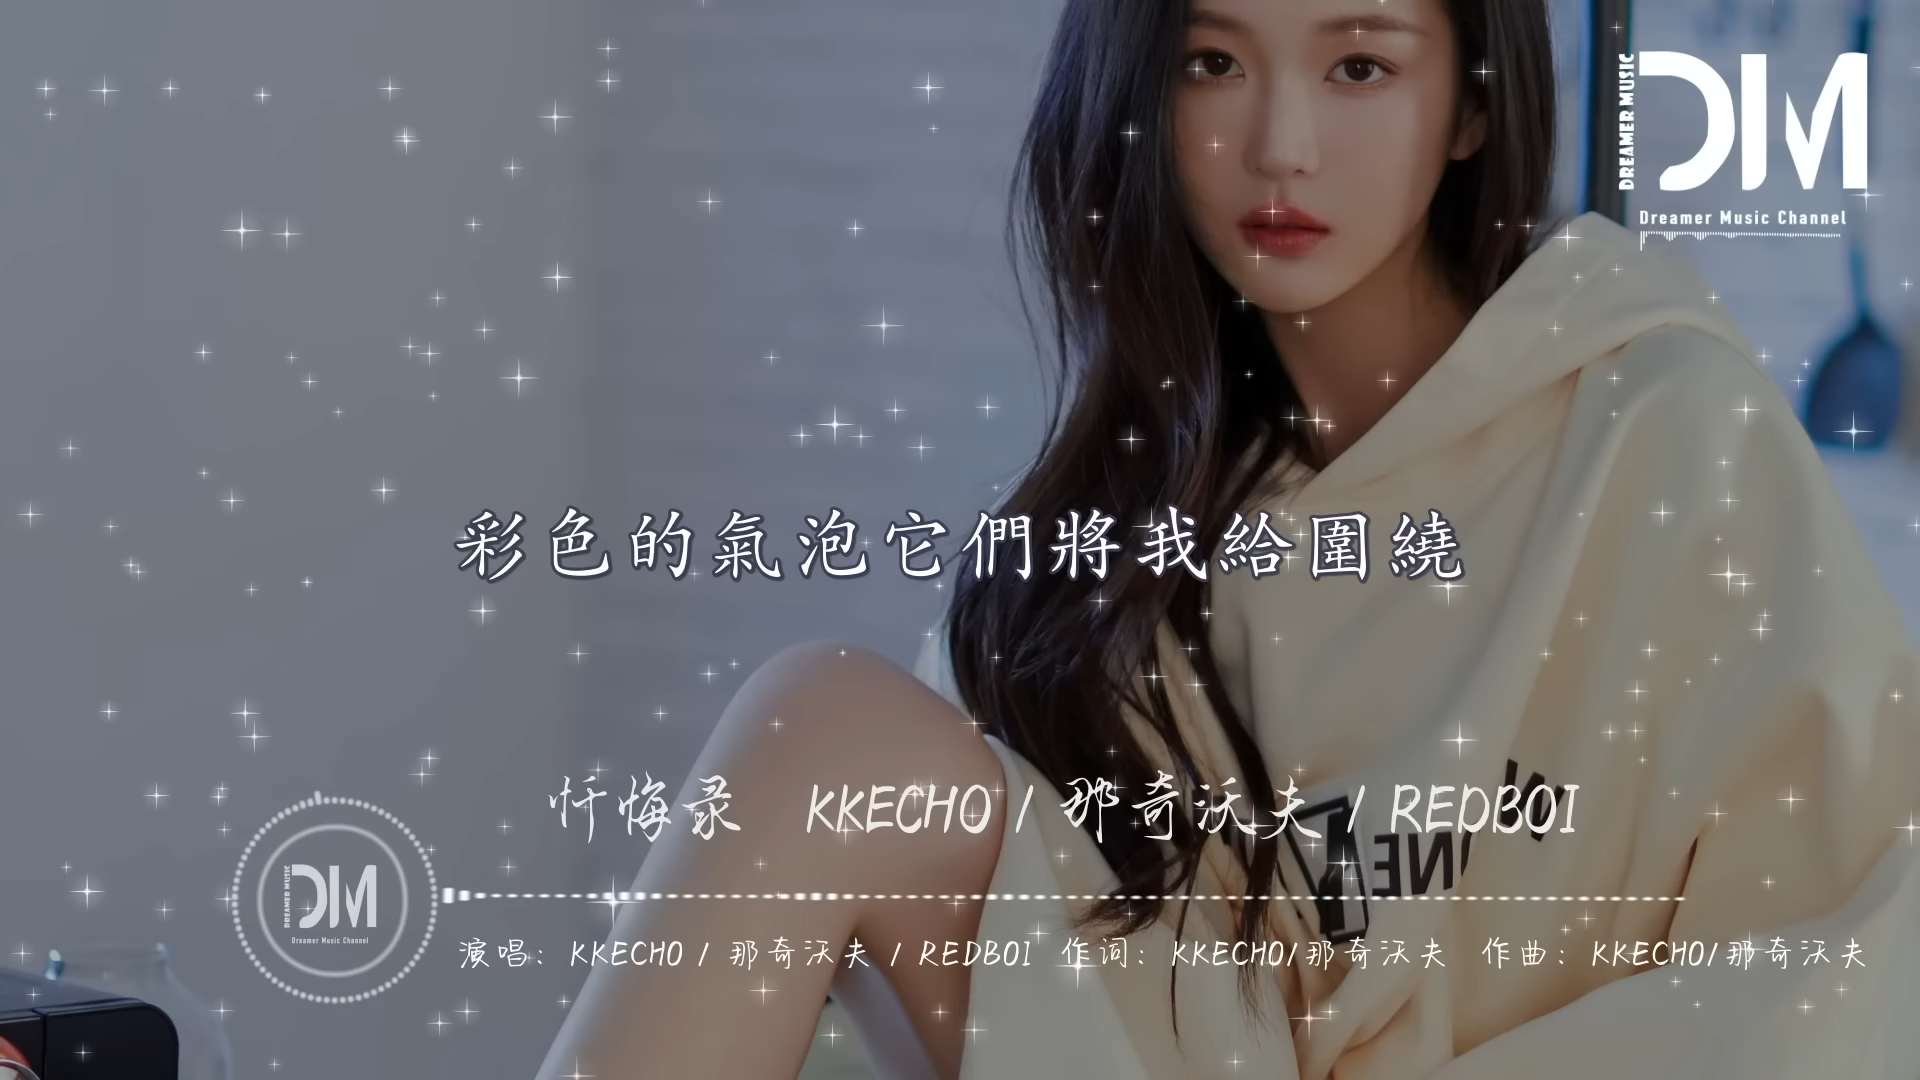 DREAMER MUSIC
DM
Dreamer Music Channel
彩色的氣泡它們將我給圍繞
忏悔录 KKECHO / 那奇沃夫 / REDBOI
DREAMER MUSIC
DM
Dreamer Music Channel
演唱: KKECHO / 那奇沃夫 / REDBOI 作词: KKECHO/那奇沃夫 作曲: KKECHO/那奇沃夫